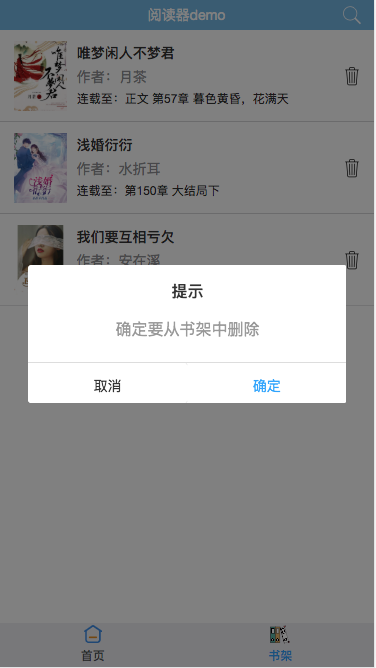 阅读器demo
唯梦闲人不梦君
作者：月茶
连载至：正文 第57章 暮色黄昏，花满天
浅婚衍衍
作者：水折耳
连载至：第150章 大结局下
我们要互相亏欠
作者：安在溪
提示
确定要从书架中删除
取消
确定
首页
书架